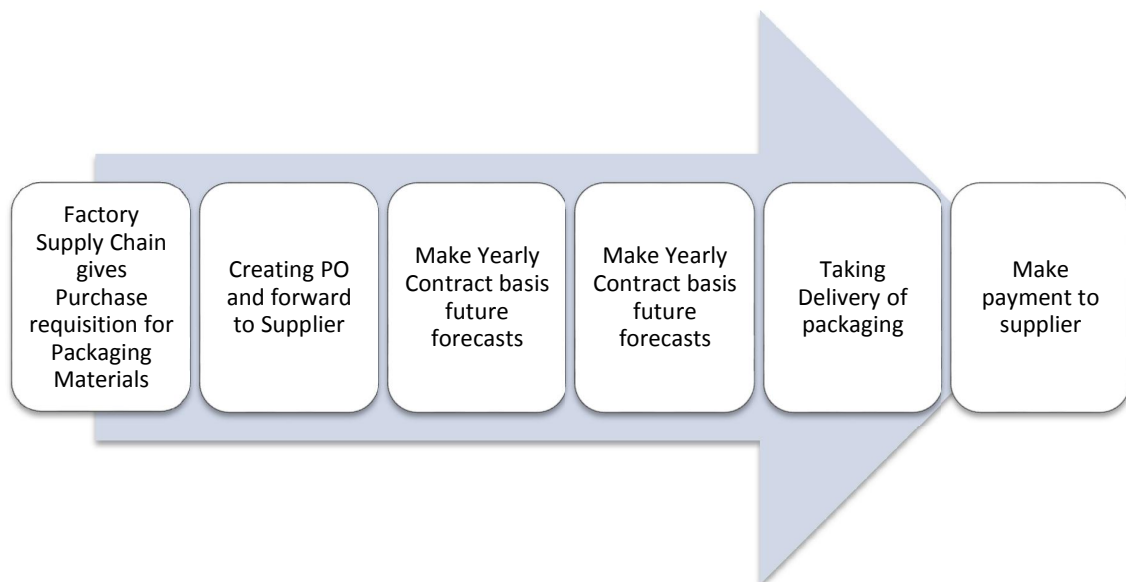 Factory
Supply Chain
gives
Purchase
requisition for
Packaging
Materials
Creating PO
and forward
to Supplier
Make Yearly
Contract basis
future
forecasts
Make Yearly
Contract basis
future
forecasts
Taking
Delivery of
packaging
Make
payment to
supplier